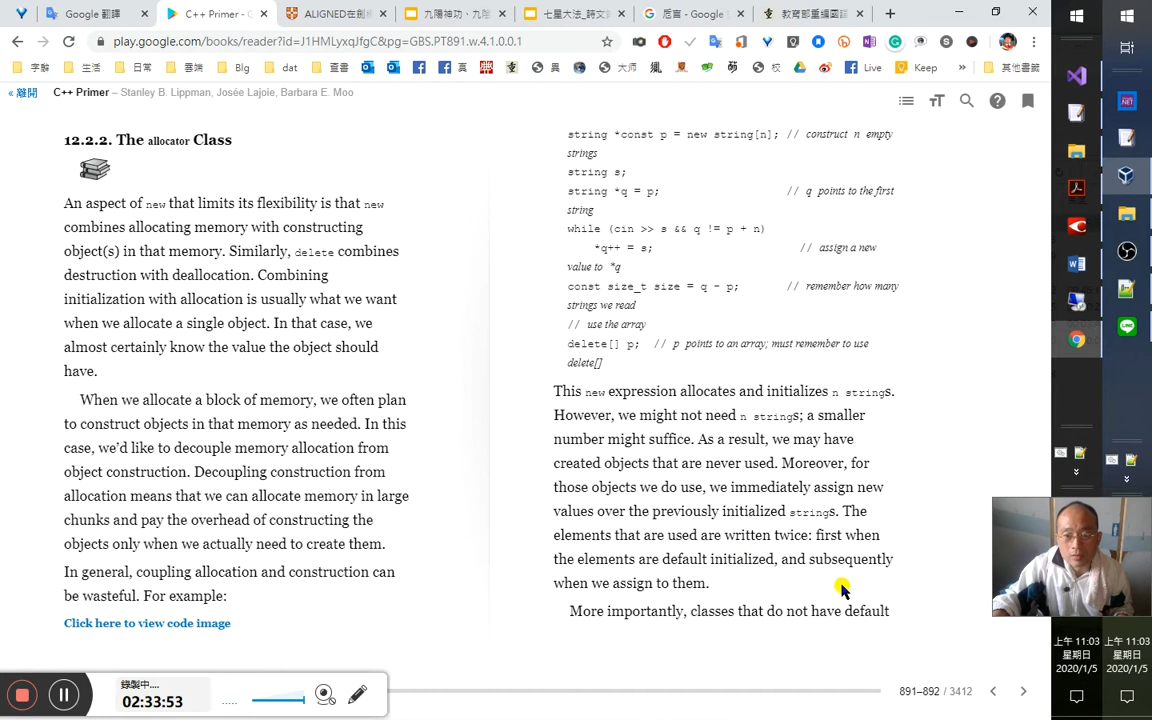 Google 翻譯
C++ Primer - C
ALIGNED在劍橋
九陽神功、九陰
七星大法_蒔文
卮言 - Google
教育部重編國語
play.google.com/books/reader?id=J1HMLyxqJfgC&pg=GBS.PT891.w.4.1.0.0.1
字辭
生活
日常
雲端
Blg
dat
查書
真
異
大师
校
Live
Keep
»
其他書籤
« 離開
C++ Primer – Stanley B. Lippman, Josée Lajoie, Barbara E. Moo
12.2.2. The allocator Class
An aspect of new that limits its flexibility is that new
combines allocating memory with constructing
object(s) in that memory. Similarly, delete combines
destruction with deallocation. Combining
initialization with allocation is usually what we want
when we allocate a single object. In that case, we
almost certainly know the value the object should
have.
When we allocate a block of memory, we often plan
to construct objects in that memory as needed. In this
case, we'd like to decouple memory allocation from
object construction. Decoupling construction from
allocation means that we can allocate memory in large
chunks and pay the overhead of constructing the
objects only when we actually need to create them.
In general, coupling allocation and construction can
be wasteful. For example:
Click here to view code image
string *const p = new string[n]; // construct n empty
strings
string s;
string *q = p; // q points to the first
string
while (cin >> s && q != p + n)
*q++ = s; // assign a new
value to *q
const size_t size = q - p; // remember how many
strings we read
// use the array
delete[] p; // p points to an array; must remember to use
delete[]
This new expression allocates and initializes n strings.
However, we might not need n strings; a smaller
number might suffice. As a result, we may have
created objects that are never used. Moreover, for
those objects we do use, we immediately assign new
values over the previously initialized strings. The
elements that are used are written twice: first when
the elements are default initialized, and subsequently
when we assign to them.
More importantly, classes that do not have default
891–892 / 3412
錄製中....
02:33:53
上午 11:03
星期日
2020/1/5
上午 11:03
星期日
2020/1/5